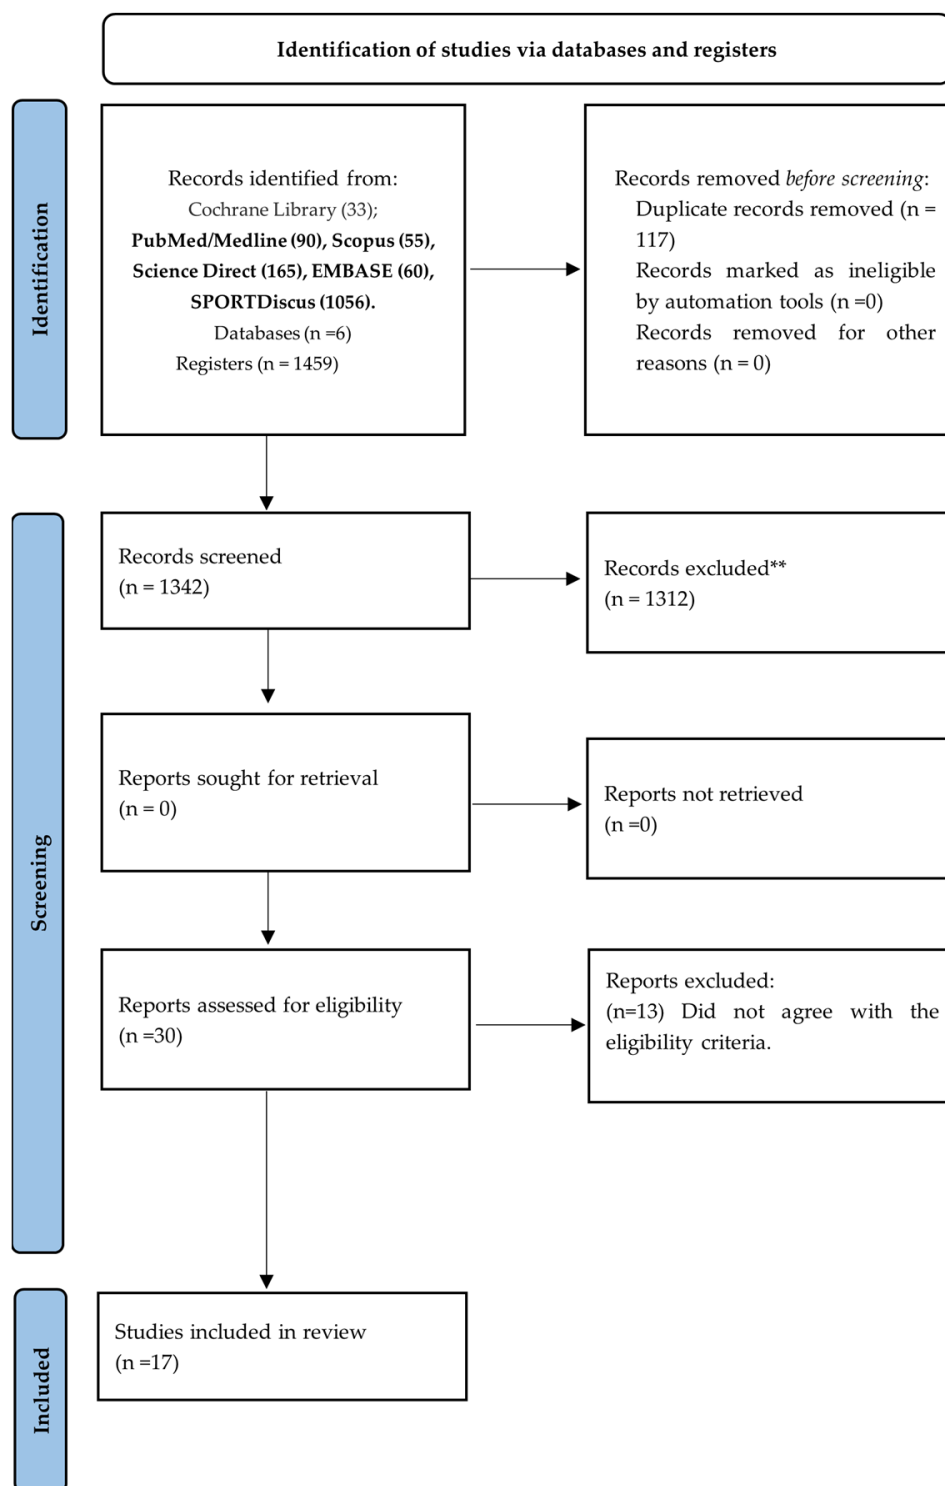 Identification of studies via databases and registers
Identification
Records identified from:
Cochrane Library (33);
PubMed/Medline (90), Scopus (55),
Science Direct (165), EMBASE (60),
SPORTDiscus (1056).
Databases (n =6)
Registers (n = 1459)
Records removed before screening:
Duplicate records removed (n =
117)
Records marked as ineligible
by automation tools (n =0)
Records removed for other
reasons (n = 0)
Screening
Records screened
(n = 1342)
Records excluded**
(n = 1312)
Reports sought for retrieval
(n = 0)
Reports not retrieved
(n =0)
Reports assessed for eligibility
(n =30)
Reports excluded:
(n=13) Did not agree with the
eligibility criteria.
Included
Studies included in review
(n =17)